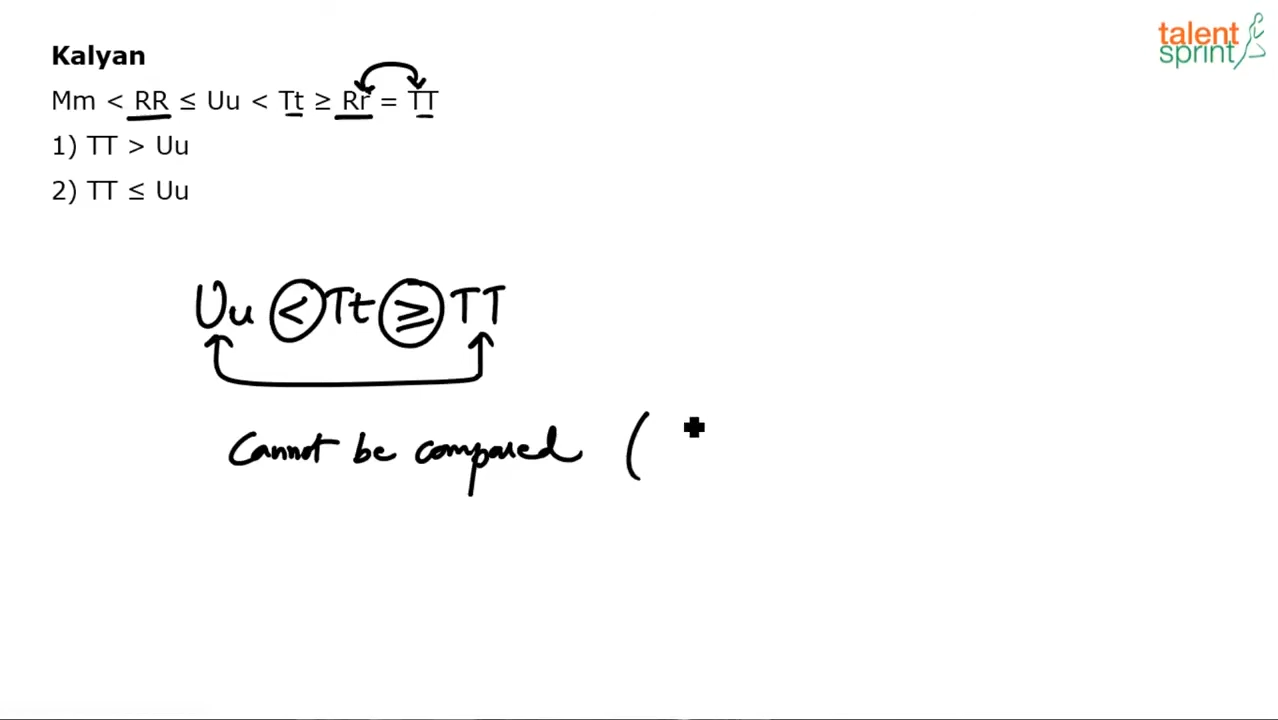 talent
sprint
Kalyan
Mm < RR ≤ Uu < Tt ≥ Rr = TT
1) TT > Uu
2) TT ≤ Uu
Uu < Tt ≥ TT
Cannot be compared (